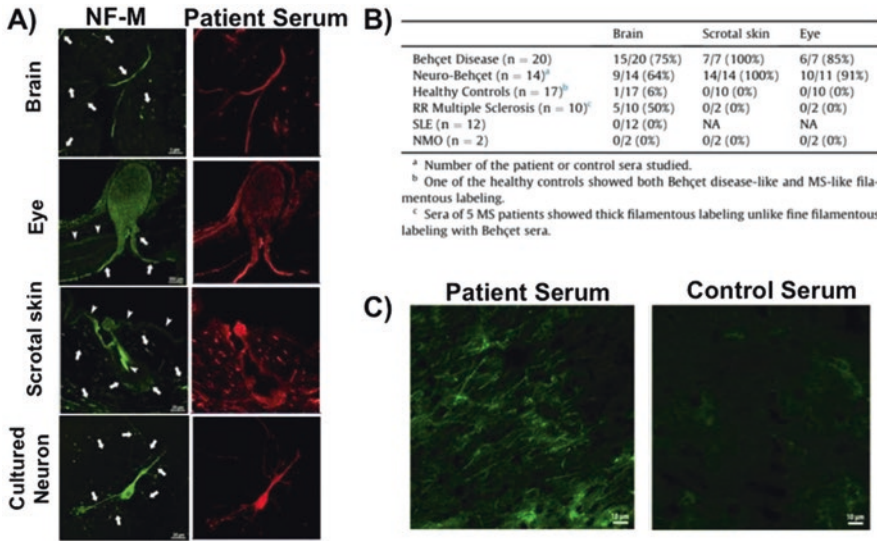 A)
NF-M
Patient Serum
Brain
Eye
Scrotal skin
Cultured
Neuron
B)
Brain Scrotal skin Eye
Behçet Disease (n = 20) 15/20 (75%) 7/7 (100%) 6/7 (85%)
Neuro-Behçet (n = 14)a 9/14 (64%) 14/14 (100%) 10/11 (91%)
Healthy Controls (n = 17)b 1/17 (6%) 0/10 (0%) 0/10 (0%)
RR Multiple Sclerosis (n = 10)c 5/10 (50%) 0/2 (0%) 0/2 (0%)
SLE (n = 12) 0/12 (0%) NA NA
NMO (n = 2) 0/2 (0%) 0/2 (0%) 0/2 (0%)
a Number of the patient or control sera studied.
b One of the healthy controls showed both Behçet disease-like and MS-like fila-
mentous labeling.
c Sera of 5 MS patients showed thick filamentous labeling unlike fine filamentous
labeling with Behçet sera.
C)
Patient Serum
Control Serum
10 µm
10 µm